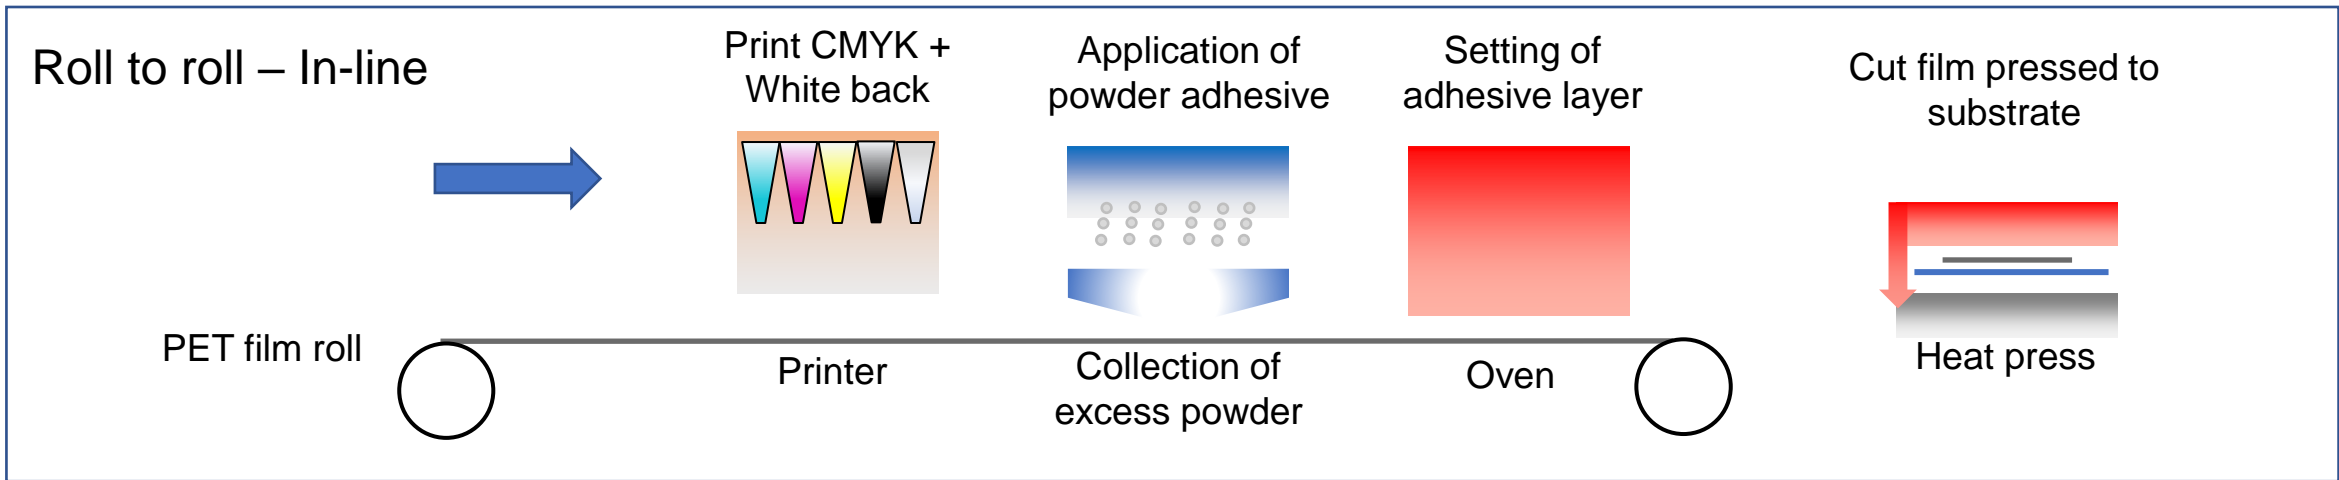 Roll to roll – In-line
Print CMYK +
White back
Application of
powder adhesive
Setting of
adhesive layer
Cut film pressed to
substrate
PET film roll
Printer
Collection of
excess powder
Oven
Heat press